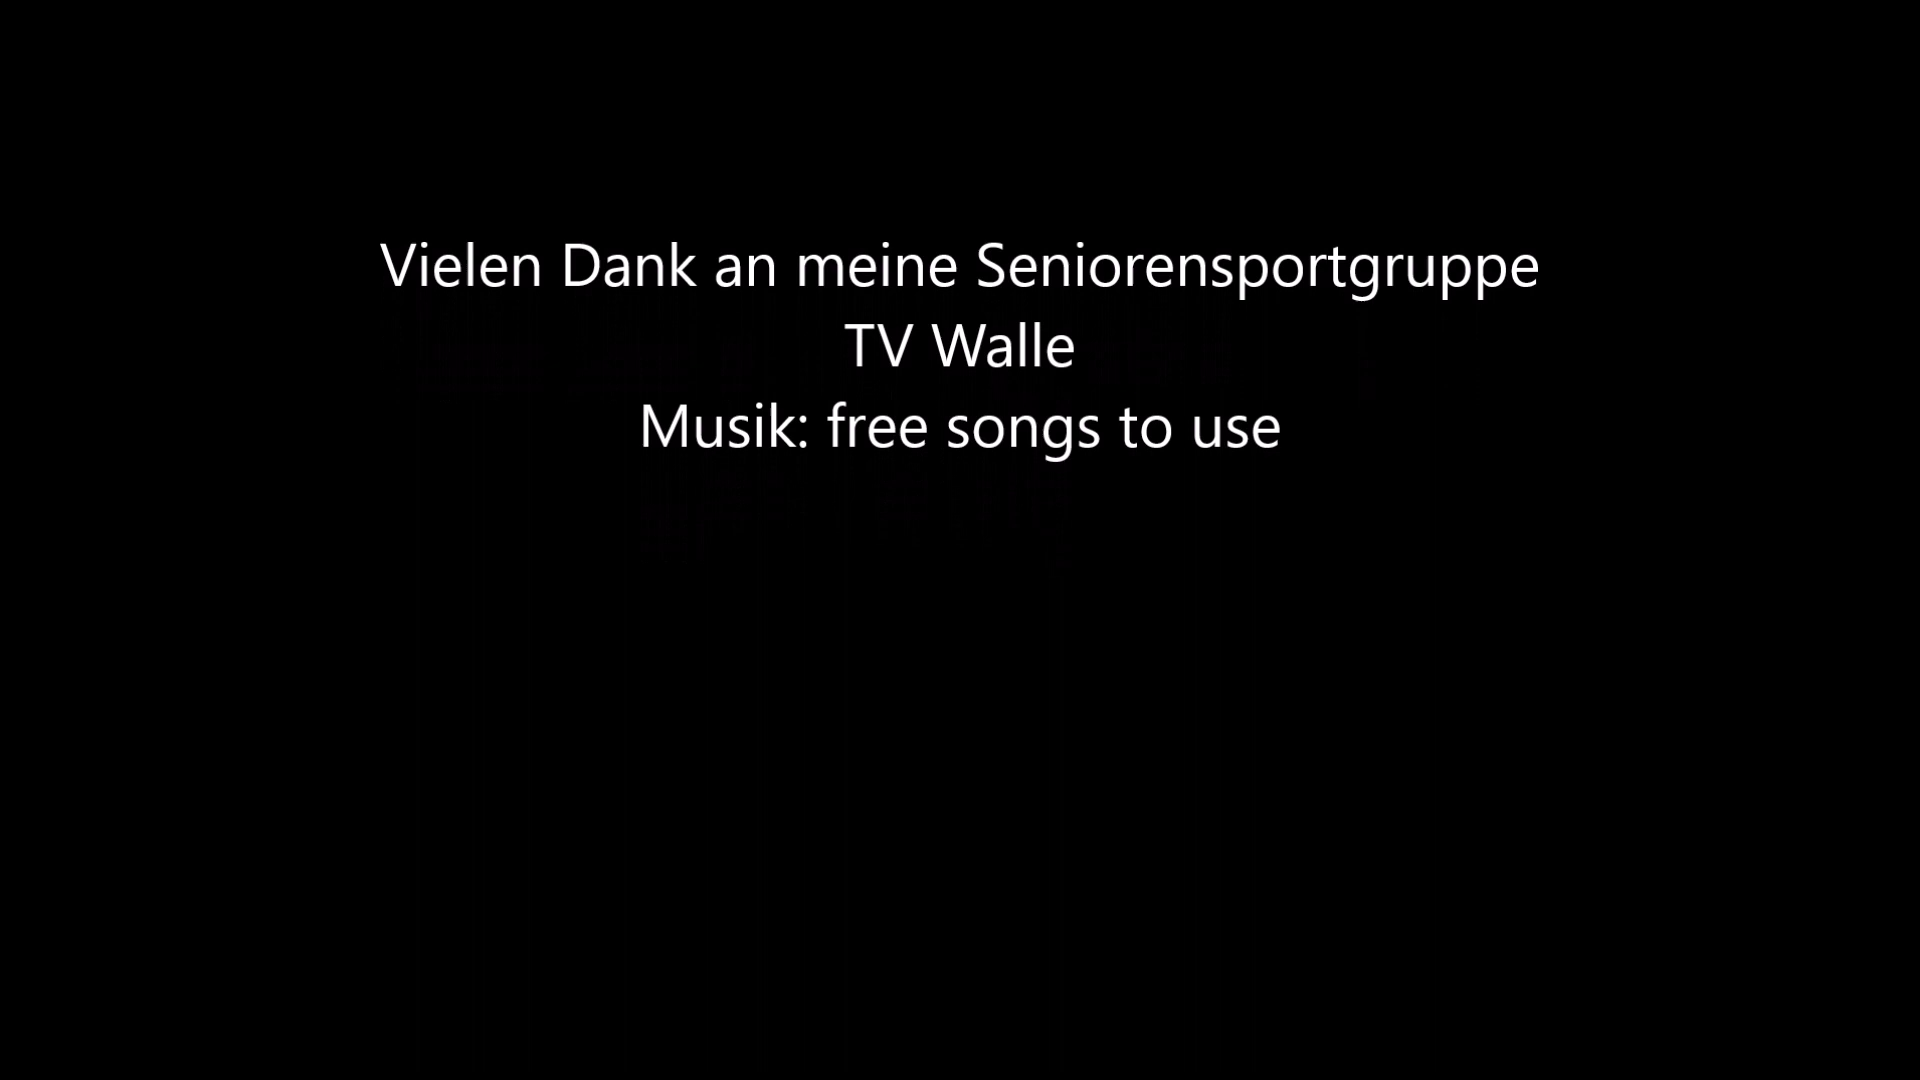 Vielen Dank an meine Seniorensportgruppe
TV Walle
Musik: free songs to use